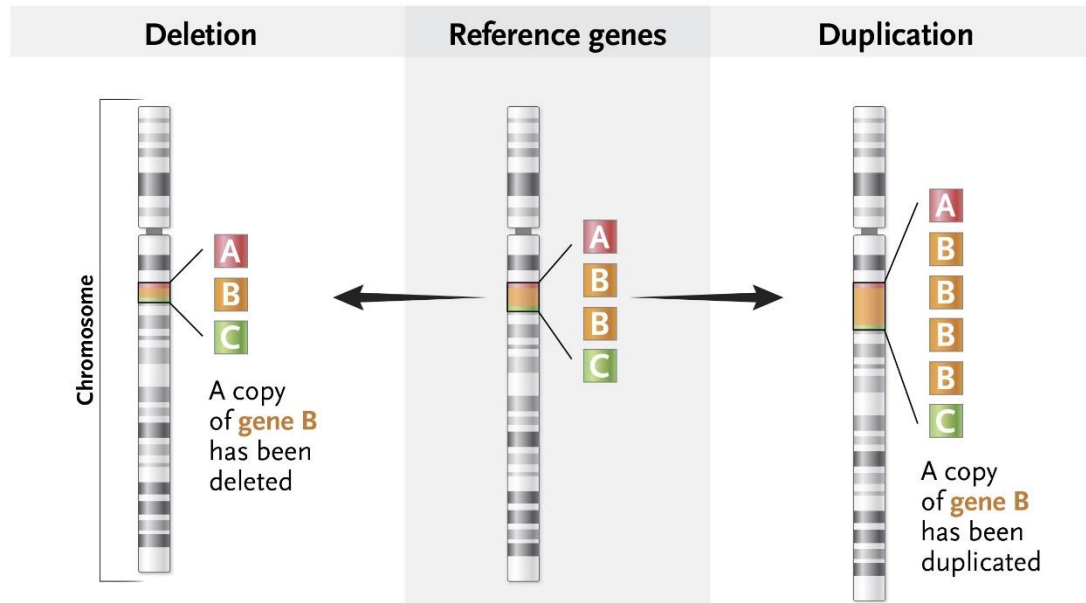 Deletion
Reference genes
Duplication
Chromosome
A
B
C
A copy
of gene B
has been
deleted
A
B
B
C
A
B
B
B
B
C
A copy
of gene B
has been
duplicated